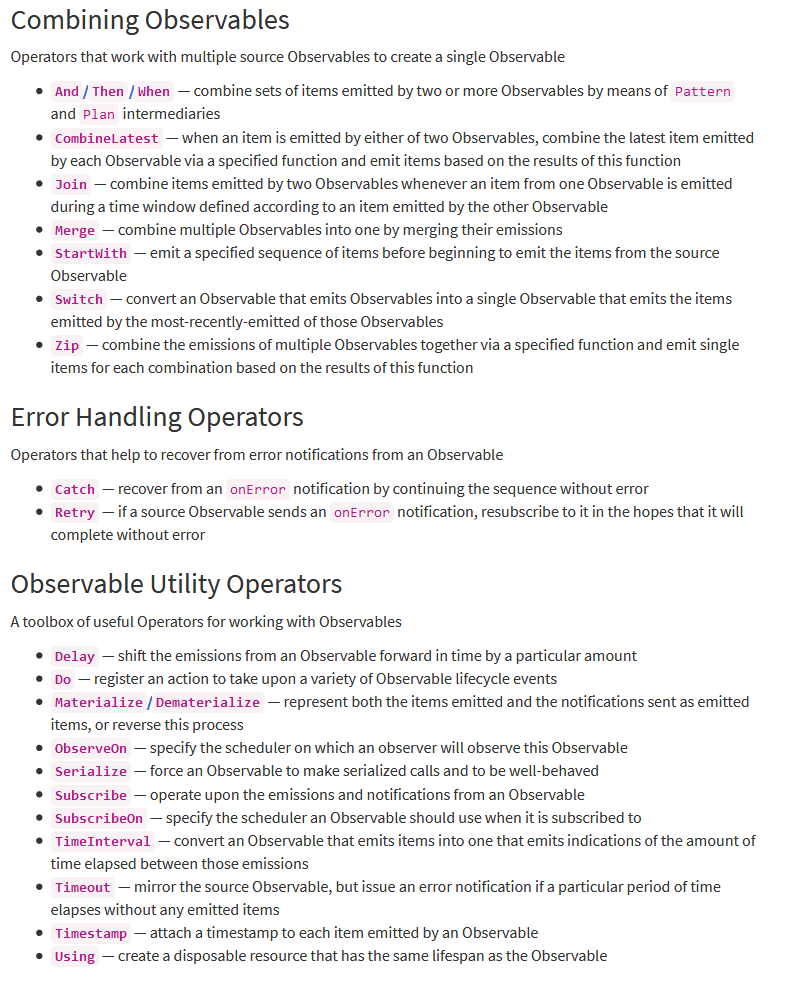 Combining Observables
Operators that work with multiple source Observables to create a single Observable
• And / Then / When — combine sets of items emitted by two or more Observables by means of Pattern
and Plan intermediaries
• CombineLatest — when an item is emitted by either of two Observables, combine the latest item emitted
by each Observable via a specified function and emit items based on the results of this function
• Join — combine items emitted by two Observables whenever an item from one Observable is emitted
during a time window defined according to an item emitted by the other Observable
• Merge — combine multiple Observables into one by merging their emissions
• StartWith — emit a specified sequence of items before beginning to emit the items from the source
Observable
• Switch — convert an Observable that emits Observables into a single Observable that emits the items
emitted by the most-recently-emitted of those Observables
• Zip — combine the emissions of multiple Observables together via a specified function and emit single
items for each combination based on the results of this function
Error Handling Operators
Operators that help to recover from error notifications from an Observable
• Catch — recover from an onError notification by continuing the sequence without error
• Retry — if a source Observable sends an onError notification, resubscribe to it in the hopes that it will
complete without error
Observable Utility Operators
A toolbox of useful Operators for working with Observables
• Delay — shift the emissions from an Observable forward in time by a particular amount
• Do — register an action to take upon a variety of Observable lifecycle events
• Materialize / Dematerialize — represent both the items emitted and the notifications sent as emitted
items, or reverse this process
• ObserveOn — specify the scheduler on which an observer will observe this Observable
• Serialize — force an Observable to make serialized calls and to be well-behaved
• Subscribe — operate upon the emissions and notifications from an Observable
• SubscribeOn — specify the scheduler an Observable should use when it is subscribed to
• TimeInterval — convert an Observable that emits items into one that emits indications of the amount of
time elapsed between those emissions
• Timeout — mirror the source Observable, but issue an error notification if a particular period of time
elapses without any emitted items
• Timestamp — attach a timestamp to each item emitted by an Observable
• Using — create a disposable resource that has the same lifespan as the Observable